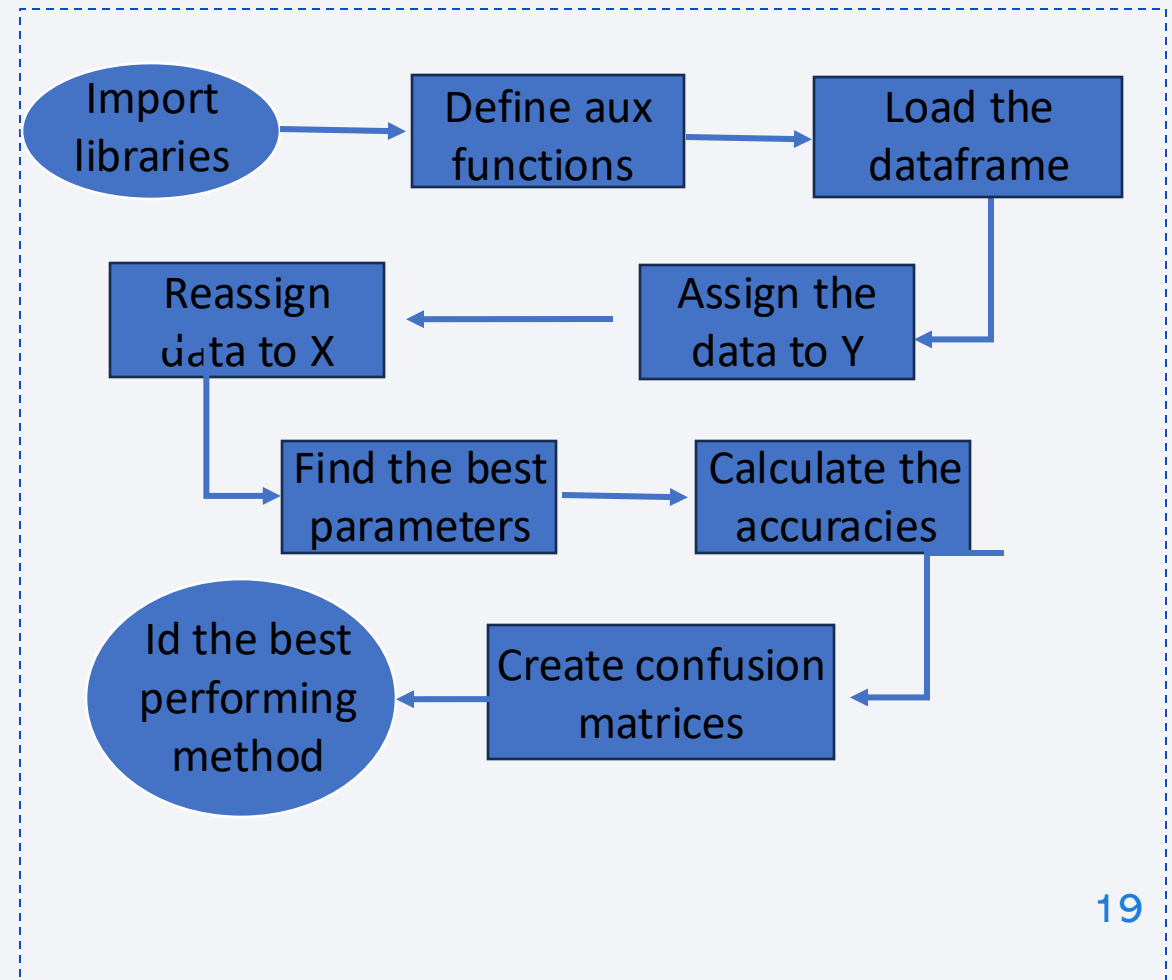 Import
libraries
Define aux
functions
Load the
dataframe
Assign the
data to Y
Reassign
data to X
Find the best
parameters
Calculate the
accuracies
Create confusion
matrices
Id the best
performing
method
19